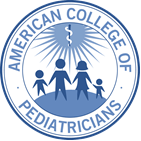 AMERICAN COLLEGE OF
PEDIATRICIANS